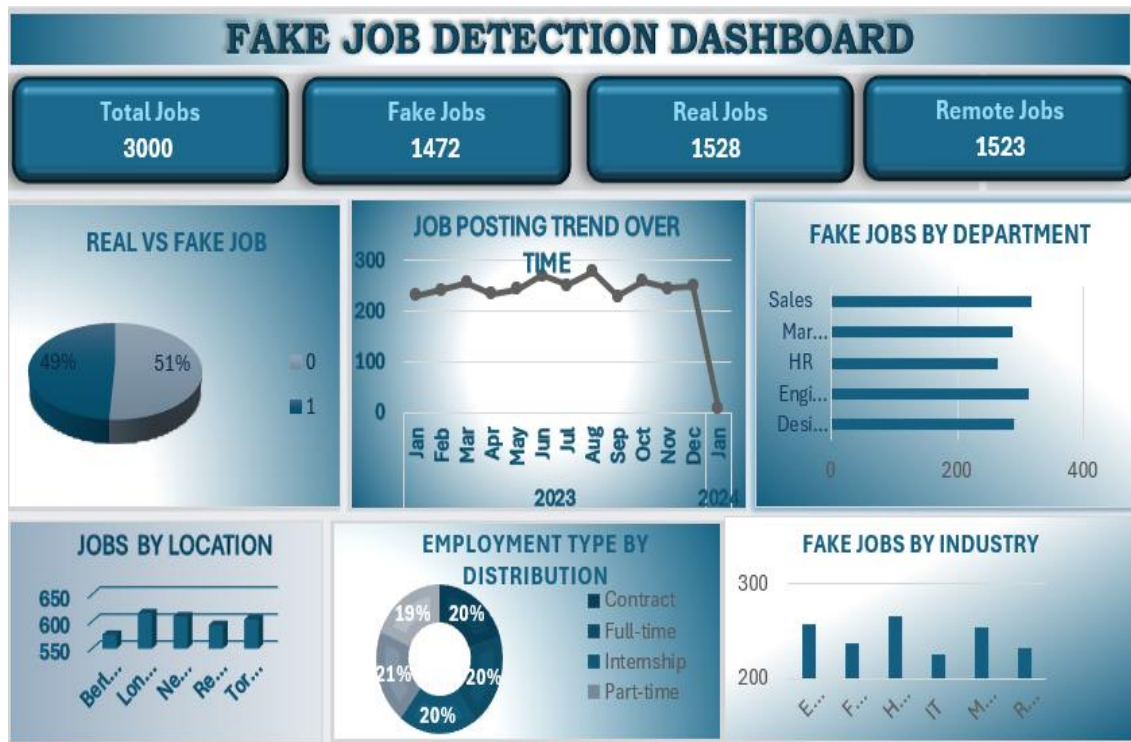 FAKE JOB DETECTION DASHBOARD
Total Jobs
3000
Fake Jobs
1472
Real Jobs
1528
Remote Jobs
1523
REAL VS FAKE JOB
49%
51%
0
1
JOB POSTING TREND OVER
TIME
300
200
100
0
Jan
Feb
Mar
Apr
May
Jun
Jul
Aug
Sep
Oct
Nov
Dec
Jan
2023
2024
FAKE JOBS BY DEPARTMENT
Sales
Mar...
HR
Engi...
Desi...
0
200
400
JOBS BY LOCATION
650
600
550
Berl...
Lon...
Ne...
Re...
Tor...
EMPLOYMENT TYPE BY
DISTRIBUTION
19%
20%
21%
20%
20%
Contract
Full-time
Internship
Part-time
FAKE JOBS BY INDUSTRY
300
200
E...
F...
H...
IT
M...
R...